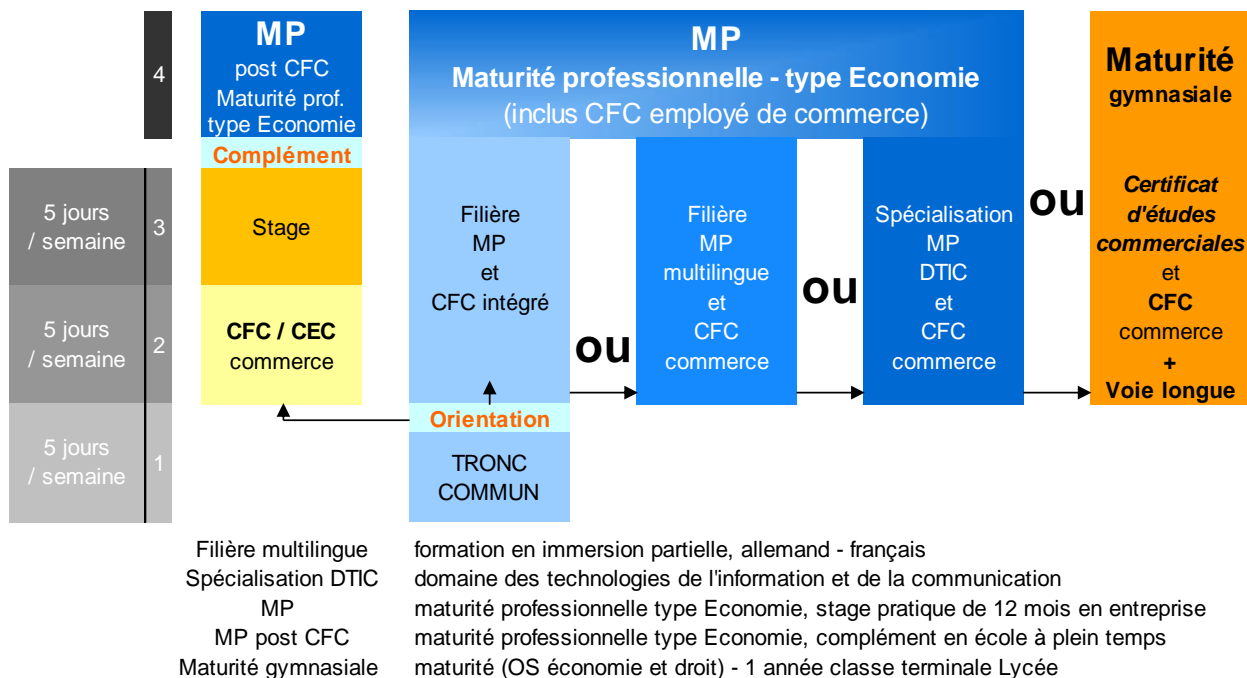 4
MP
post CFC
Maturité prof.
type Economie
Complément
MP
Maturité professionnelle - type Economie
(inclus CFC employé de commerce)
Maturité
gymnasiale
5 jours
/ semaine
3
Stage
Filière
MP
et
CFC intégré
Filière
MP
multilingue
et
CFC
commerce
ou
Spécialisation
MP
DTIC
et
CFC
commerce
ou
Certificat
d'études
commerciales
et
CFC
commerce
+
Voie longue
5 jours
/ semaine
2
CFC / CEC
commerce
ou
Orientation
5 jours
/ semaine
1
TRONC
COMMUN
Filière multilingue formation en immersion partielle, allemand - français
Spécialisation DTIC domaine des technologies de l'information et de la communication
MP maturité professionnelle type Economie, stage pratique de 12 mois en entreprise
MP post CFC maturité professionnelle type Economie, complément en école à plein temps
Maturité gymnasiale maturité (OS économie et droit) - 1 année classe terminale Lycée